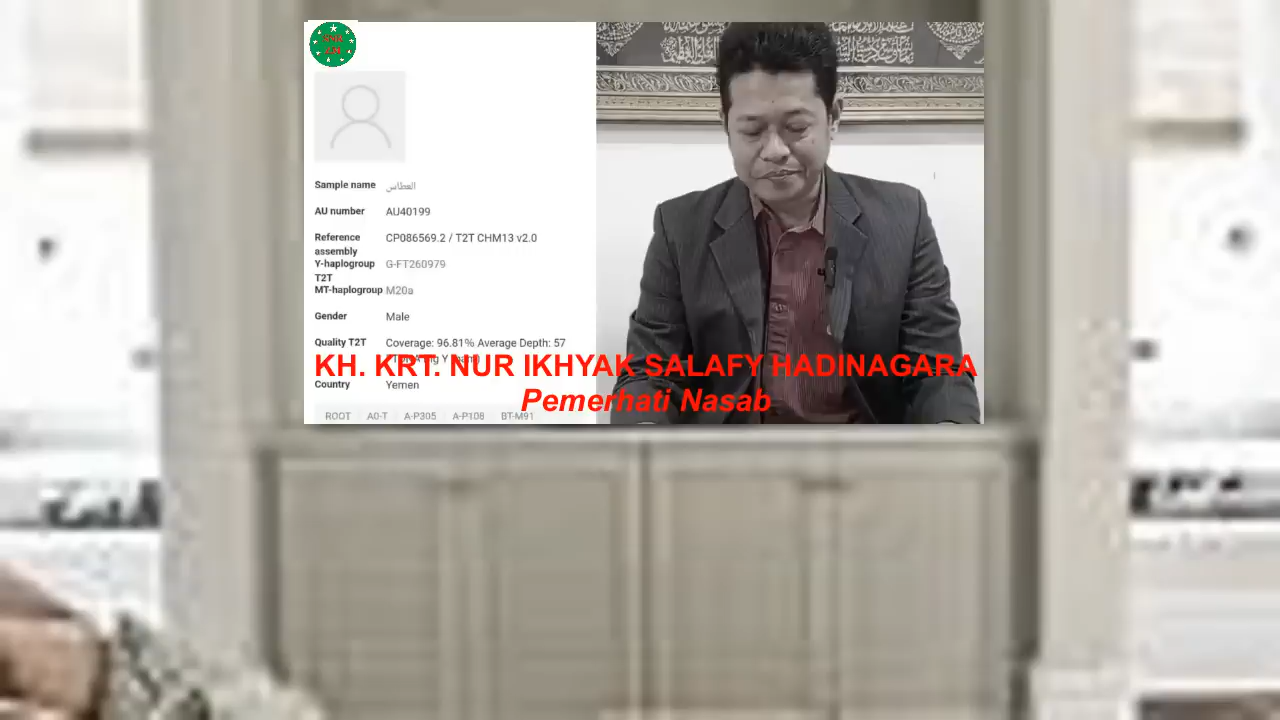 Sample name العطاس
AU number AU40199
Reference assembly CP086569.2 / T2T CHM13 v2.0
Y-haplogroup T2T G-FT260979
MT-haplogroup M20a
Gender Male
Quality T2T Coverage: 96.81% Average Depth: 57
KH. KRT. NUR IKHYAK SALAFY HADINAGARA
Pemerhati Nasab
Country Yemen
ROOT A0-T A-P305 A-P108 BT-M91